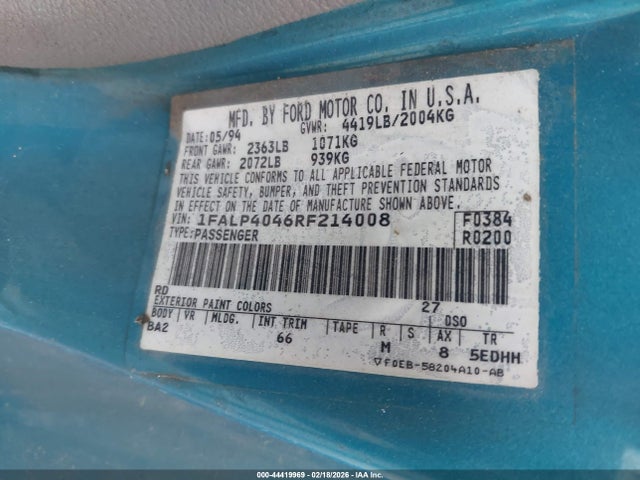 MFD. BY FORD MOTOR CO. IN U.S.A.
DATE: 05/94 GVWR: 4419LB/2004KG
FRONT GAWR: 2363LB 1071KG
REAR GAWR: 2072LB 939KG
THIS VEHICLE CONFORMS TO ALL APPLICABLE FEDERAL MOTOR
VEHICLE SAFETY, BUMPER, AND THEFT PREVENTION STANDARDS
IN EFFECT ON THE DATE OF MANUFACTURE SHOWN ABOVE.
VIN: 1FALP4046RF214008 F0384
TYPE: PASSENGER R0200
RD 27
EXTERIOR PAINT COLORS DSO
BODY VR MLDG. INT TRIM TAPE R S AX TR
BA2 66 M 8 5EDHH
▽F0EB-58204A10-AB
000-44419969 | 02/18/2026 - IAA Inc.